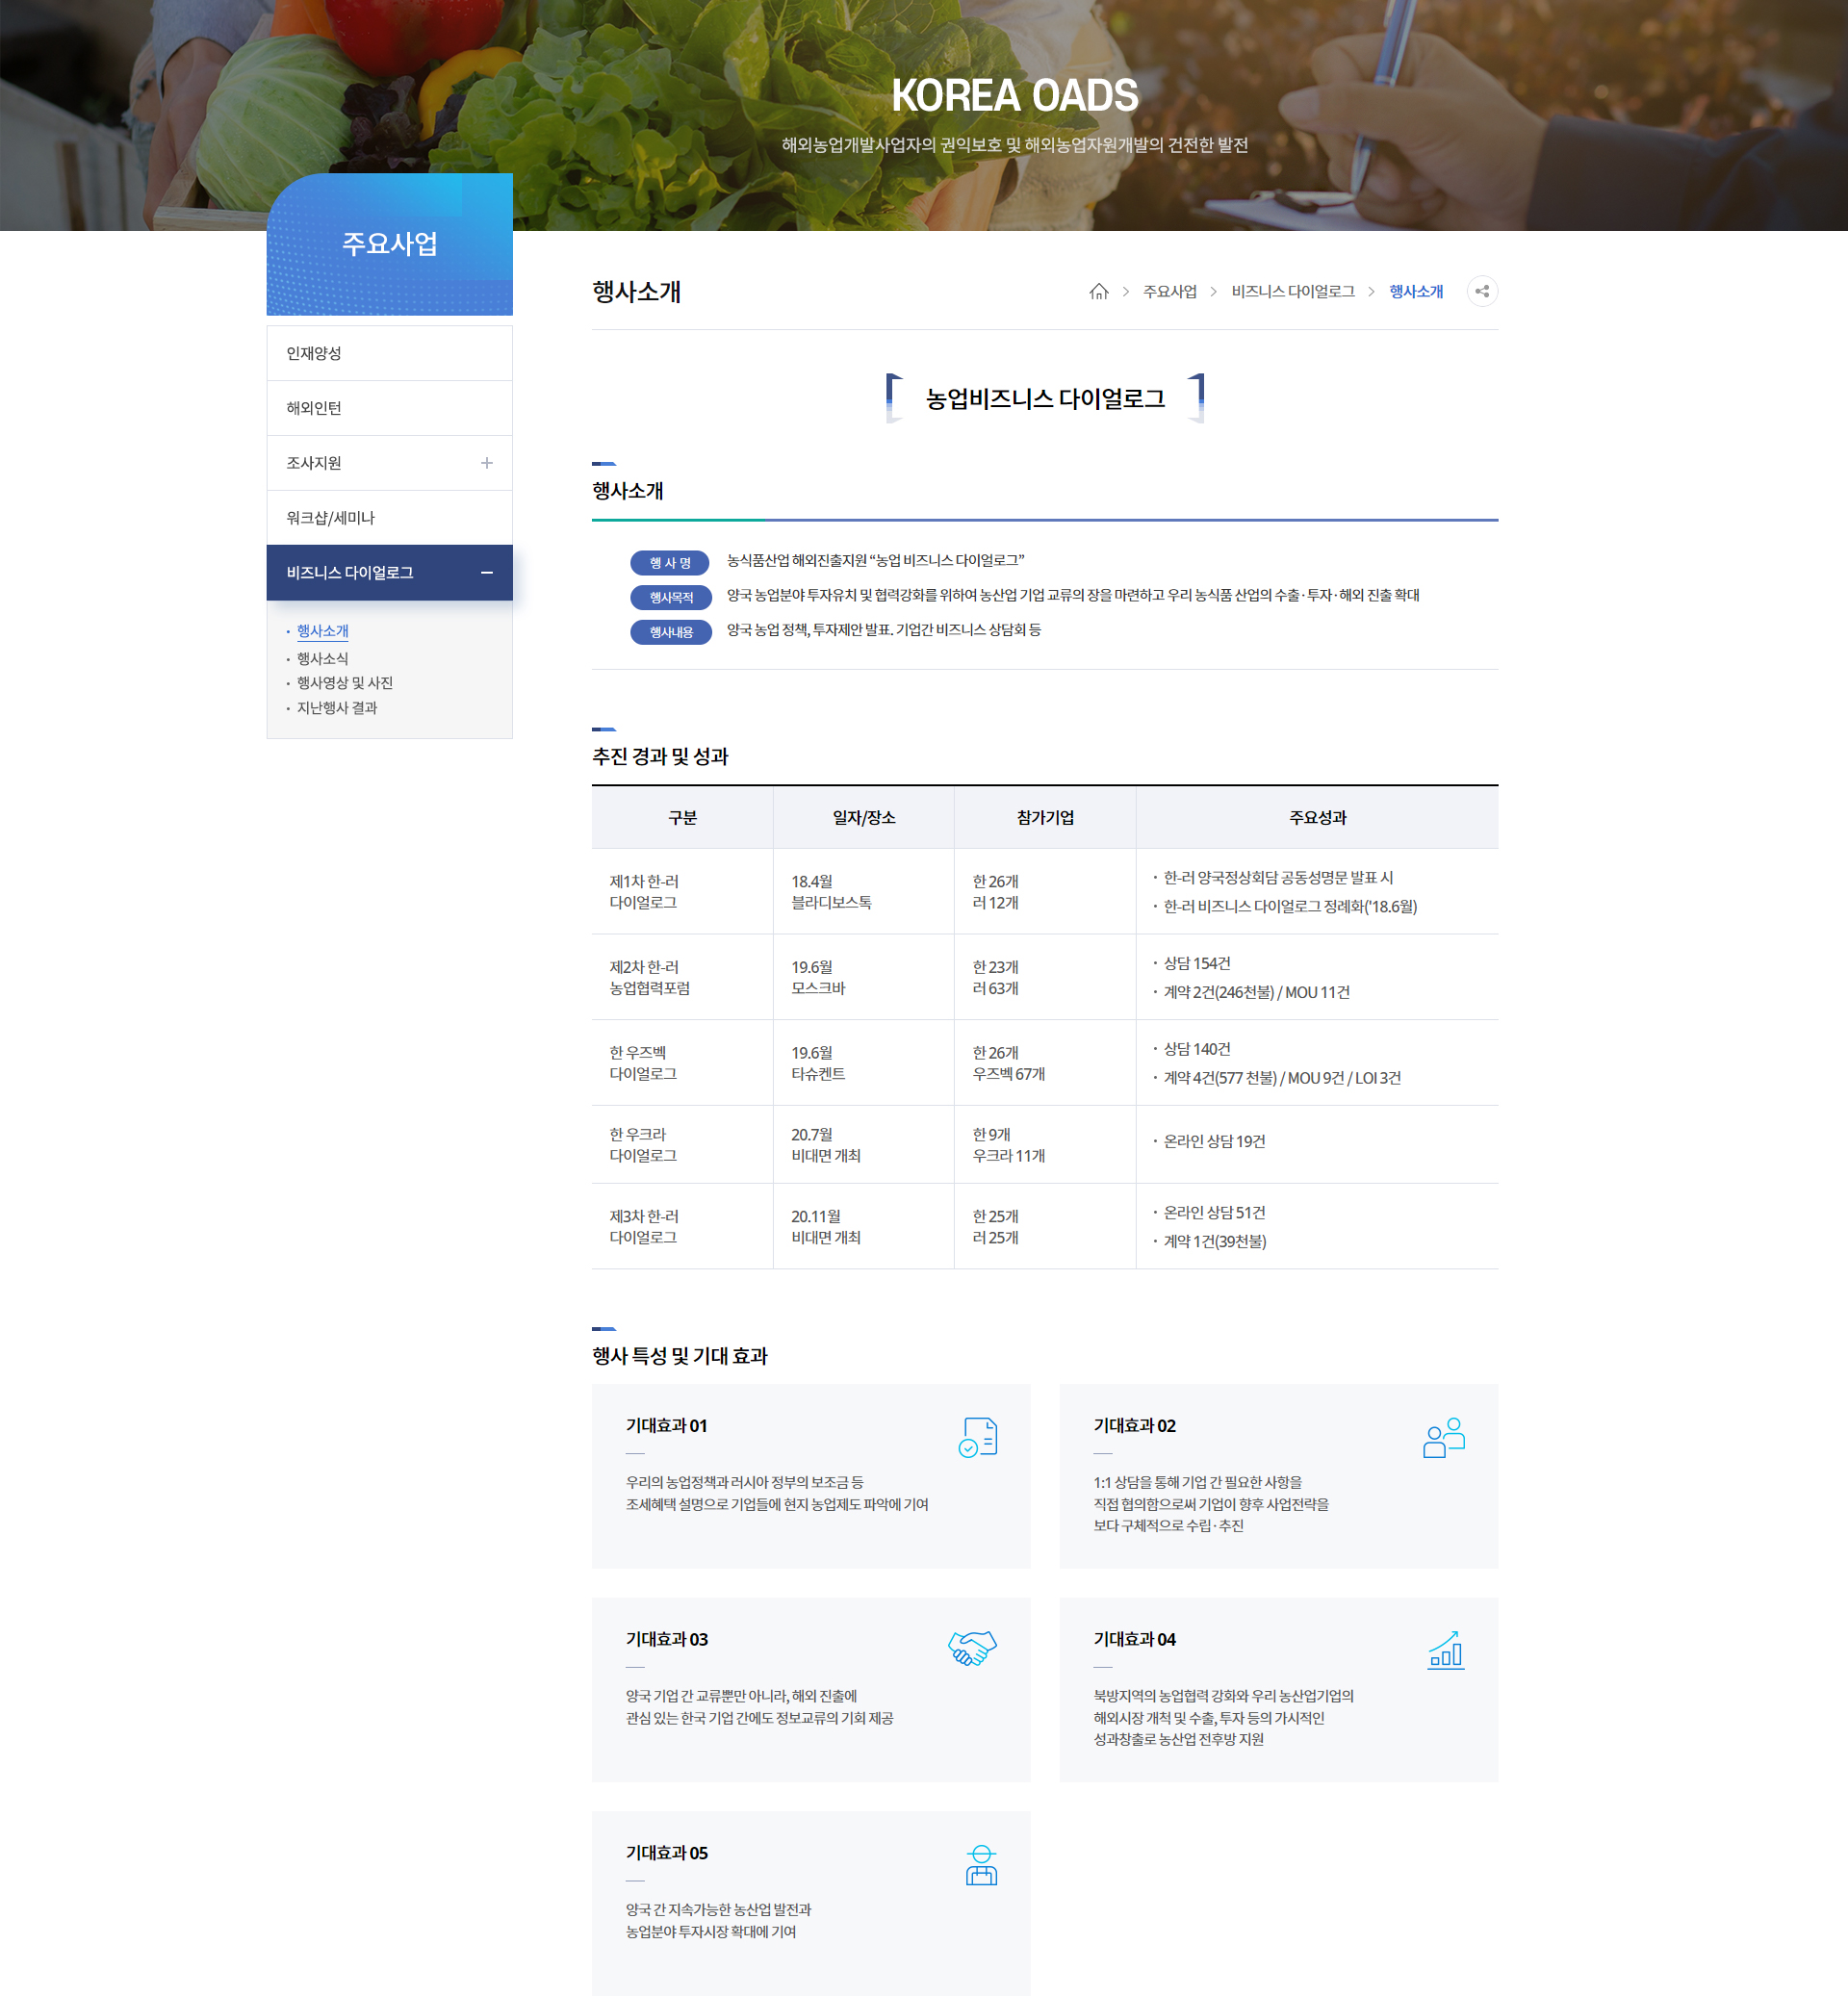 KOREA OADS
해외농업개발사업자의 권익보호 및 해외농업자원개발의 건전한 발전
주요사업
인재양성
해외인턴
조사지원
워크샵/세미나
비즈니스 다이얼로그
행사소개
행사소식
행사영상 및 사진
지난행사 결과
행사소개
주요사업
비즈니스 다이얼로그
행사소개
농업비즈니스 다이얼로그
행사소개
행 사 명 농식품산업 해외진출지원 “농업 비즈니스 다이얼로그”
행사목적 양국 농업분야 투자유치 및 협력강화를 위하여 농산업 기업 교류의 장을 마련하고 우리 농식품 산업의 수출·투자·해외 진출 확대
행사내용 양국 농업 정책, 투자제안 발표. 기업간 비즈니스 상담회 등
추진 경과 및 성과
구분 일자/장소 참가기업 주요성과
제1차 한-러
다이얼로그
18.4월
블라디보스톡
한 26개
러 12개
· 한-러 양국정상회담 공동성명문 발표 시
· 한-러 비즈니스 다이얼로그 정례화('18.6월)
제2차 한-러
농업협력포럼
19.6월
모스크바
한 23개
러 63개
· 상담 154건
· 계약 2건(246천불) / MOU 11건
한 우즈벡
다이얼로그
19.6월
타슈켄트
한 26개
우즈벡 67개
· 상담 140건
· 계약 4건(577 천불) / MOU 9건 / LOI 3건
한 우크라
다이얼로그
20.7월
비대면 개최
한 9개
우크라 11개
· 온라인 상담 19건
제3차 한-러
다이얼로그
20.11월
비대면 개최
한 25개
러 25개
· 온라인 상담 51건
· 계약 1건(39천불)
행사 특성 및 기대 효과
기대효과 01
우리의 농업정책과 러시아 정부의 보조금 등
조세혜택 설명으로 기업들에 현지 농업제도 파악에 기여
기대효과 02
1:1 상담을 통해 기업 간 필요한 사항을
직접 협의함으로써 기업이 향후 사업전략을
보다 구체적으로 수립·추진
기대효과 03
양국 기업 간 교류뿐만 아니라, 해외 진출에
관심 있는 한국 기업 간에도 정보교류의 기회 제공
기대효과 04
북방지역의 농업협력 강화와 우리 농산업기업의
해외시장 개척 및 수출, 투자 등의 가시적인
성과창출로 농산업 전후방 지원
기대효과 05
양국 간 지속가능한 농산업 발전과
농업분야 투자시장 확대에 기여